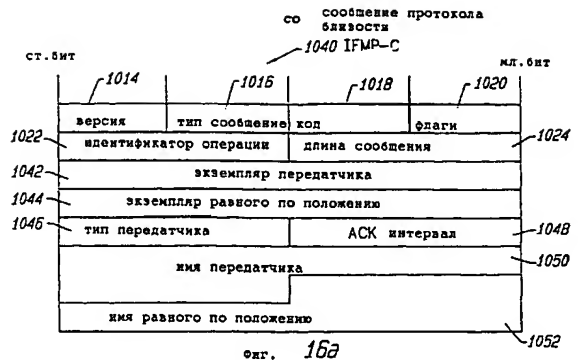 со сообщение протокола
близости
1040 IFMP-C
ст.бит мл.бит
1014 1016 1018 1020
версия тип сообщение код флаги
1022 идентификатор операции длина сообщения 1024
1042 экземпляр передатчика
1044 экземпляр равного по положению
1046 тип передатчика АСК интервал 1048
имя передатчика 1050
имя равного по положению 1052
Фиг. 16д